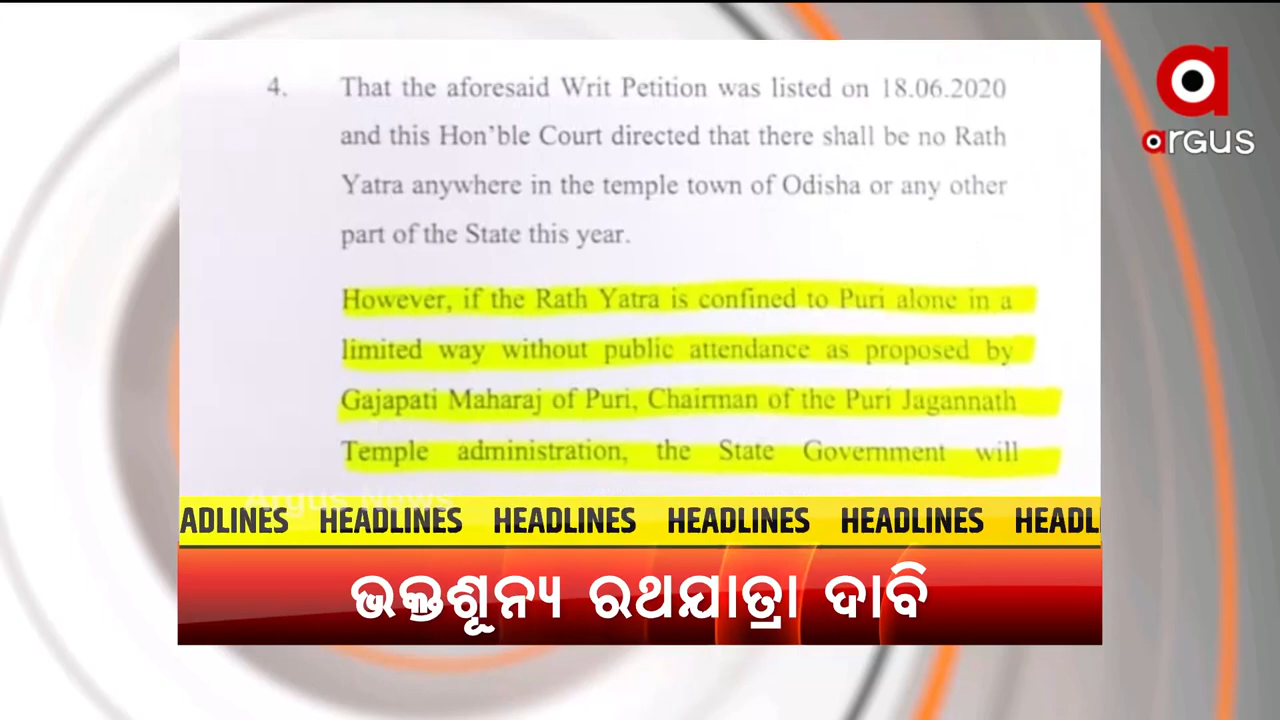 4. That the aforesaid Writ Petition was listed on 18.06.2020
and this Hon'ble Court directed that there shall be no Rath
Yatra anywhere in the temple town of Odisha or any other
part of the State this year.
However, if the Rath Yatra is confined to Puri alone in a
limited way without public attendance as proposed by
Gajapati Maharaj of Puri, Chairman of the Puri Jagannath
Temple administration, the State Government will
argus
Argus News
ADLINES HEADLINES HEADLINES HEADLINES HEADLINES HEADL
ଭକ୍ତଶୂନ୍ୟ ରଥଯାତ୍ରା ଦାବି